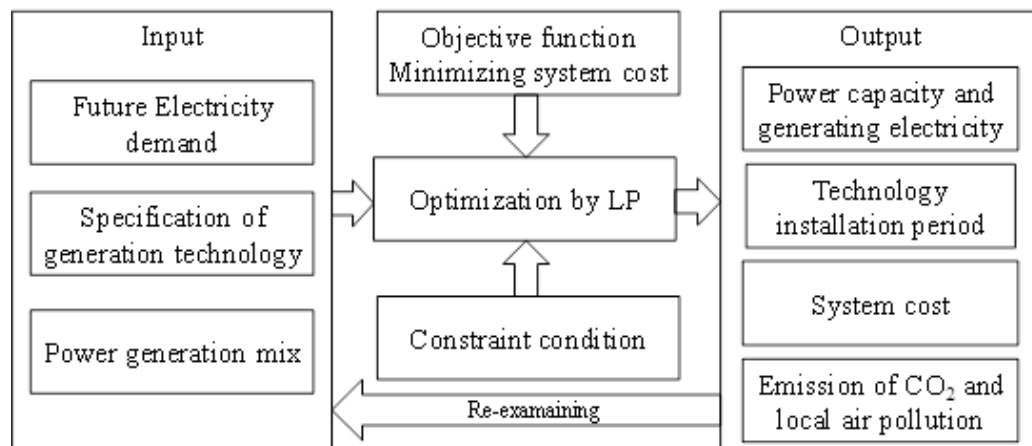 Input
Future Electricity
demand
Specification of
generation technology
Power generation mix
Objective function
Minimizing system cost
Optimization by LP
Constraint condition
Re-examaining
Output
Power capacity and
generating electricity
Technology
installation period
System cost
Emission of CO₂ and
local air pollution